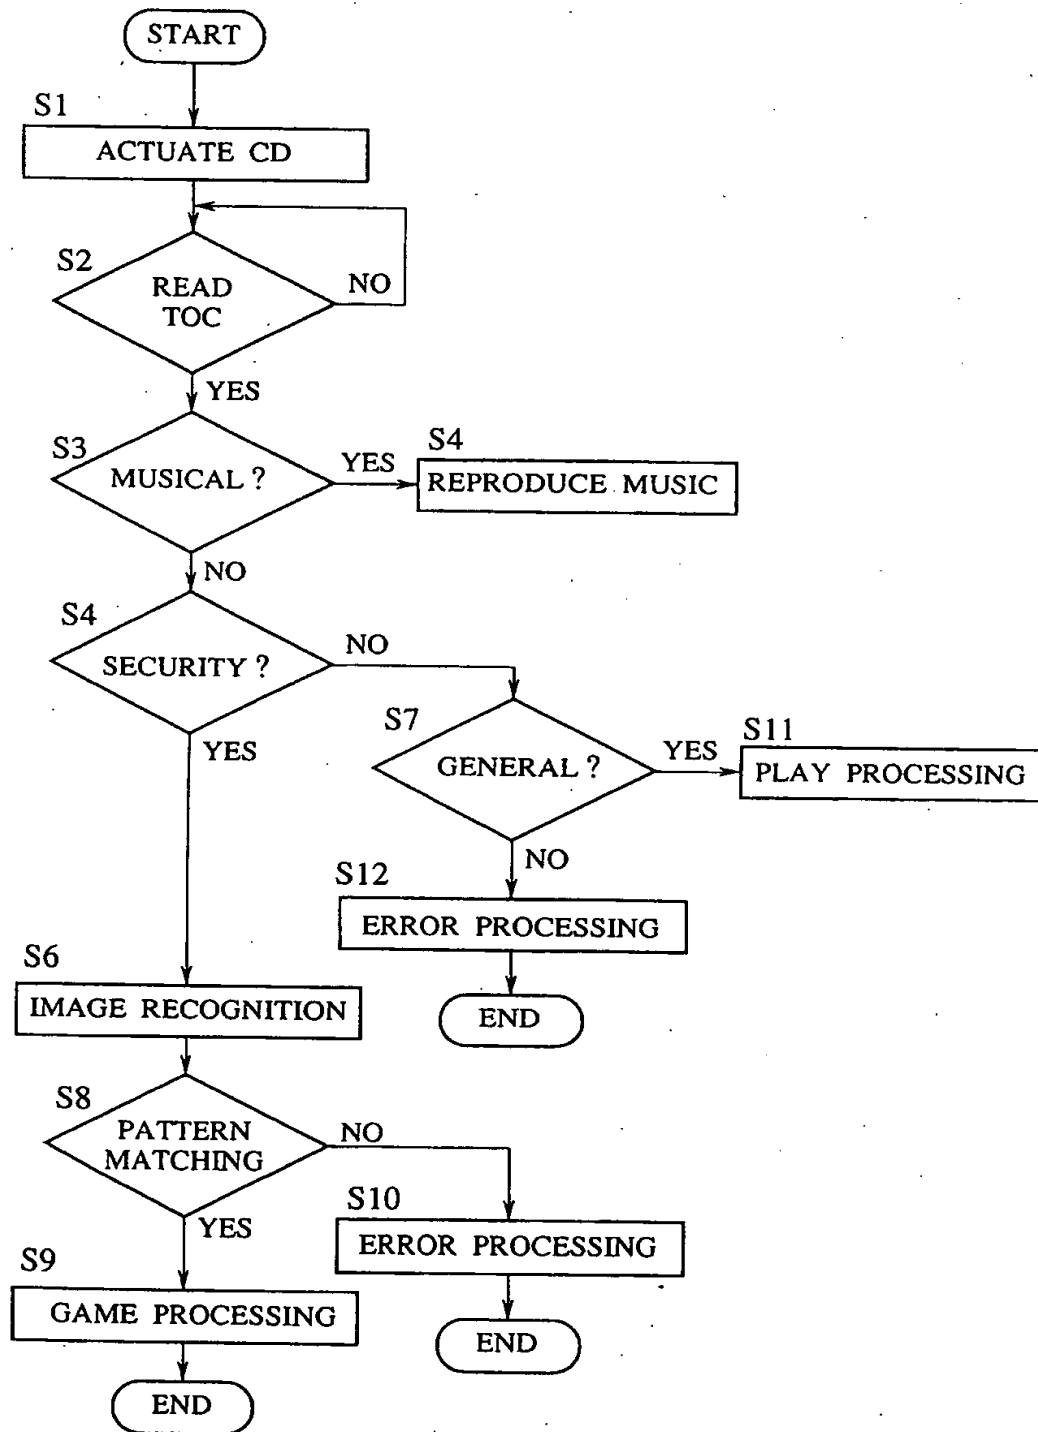 START
S1
ACTUATE CD
S2
READ
TOC
NO
YES
S3
MUSICAL ?
YES
S4
REPRODUCE MUSIC
NO
S4
SECURITY ?
NO
YES
S7
GENERAL ?
YES
S11
PLAY PROCESSING
NO
S12
ERROR PROCESSING
END
S6
IMAGE RECOGNITION
S8
PATTERN
MATCHING
NO
YES
S10
ERROR PROCESSING
END
S9
GAME PROCESSING
END